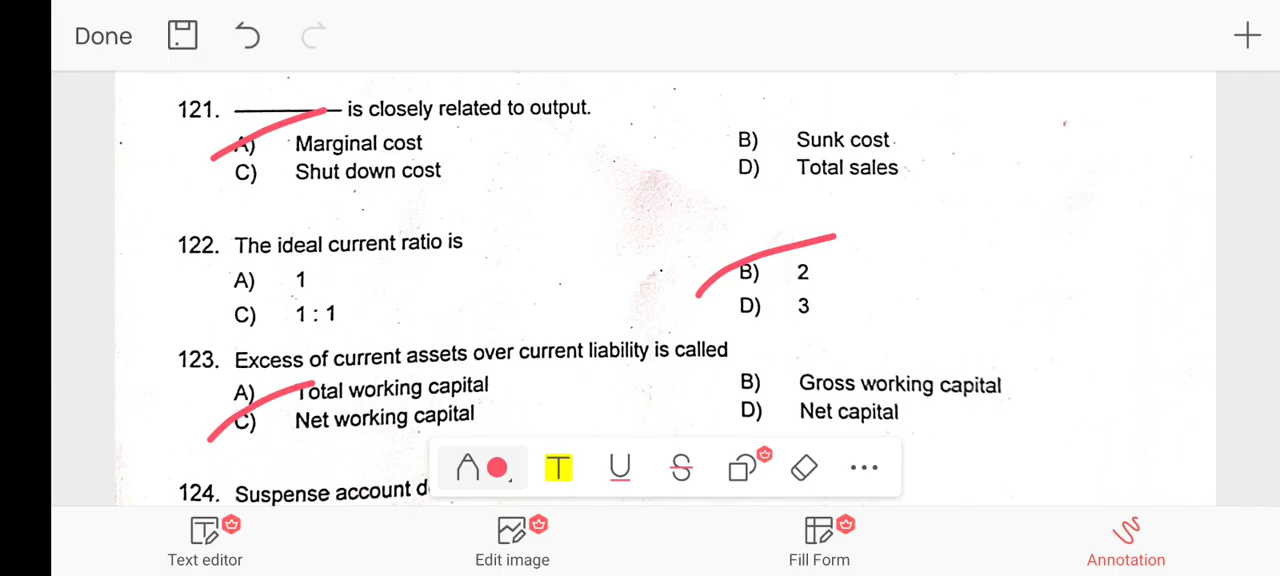 Done
121. ________ is closely related to output.
A) Marginal cost B) Sunk cost
C) Shut down cost D) Total sales
122. The ideal current ratio is
A) 1 B) 2
C) 1 : 1 D) 3
123. Excess of current assets over current liability is called
A) Total working capital B) Gross working capital
C) Net working capital D) Net capital
124. Suspense account
Text editor Edit image Fill Form Annotation